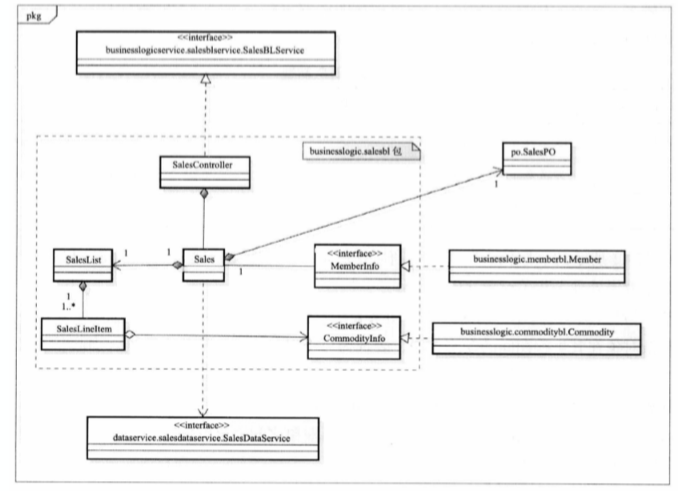 pkg
<<interface>>
businesslogicservice.salesblservice.SalesBLService
businesslogic.salesbl 包
po.SalesPO
SalesController
1
SalesList
1
1
Sales
1
<<interface>>
MemberInfo
businesslogic.memberbl.Member
1
1..*
SalesLineItem
<<interface>>
CommodityInfo
businesslogic.commoditybl.Commodity
<<interface>>
dataservice.salesdataservice.SalesDataService